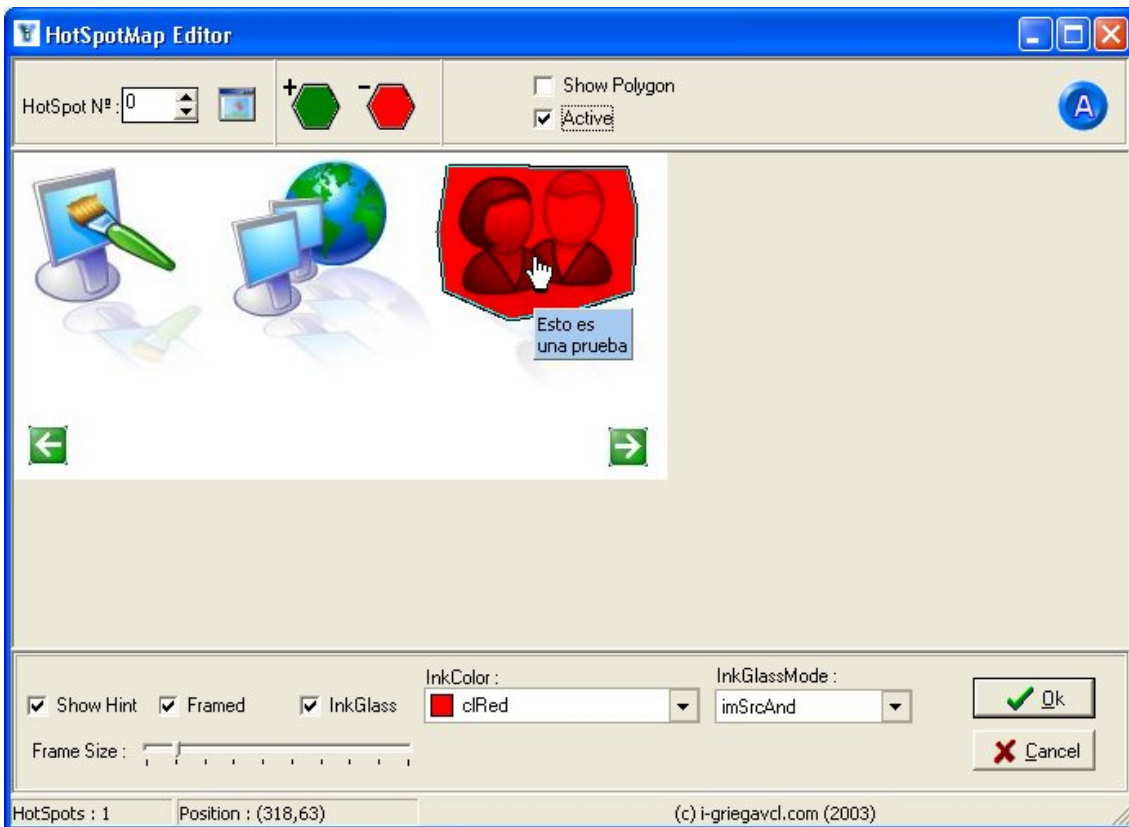 HotSpotMap Editor
HotSpot Nº : 0
+
-
Show Polygon
Active
A
Esto es
una prueba
Show Hint
Framed
InkGlass
InkColor :
clRed
InkGlassMode :
imSrcAnd
Ok
Frame Size :
Cancel
HotSpots : 1
Position : (318,63)
(c) i-griegavcl.com (2003)